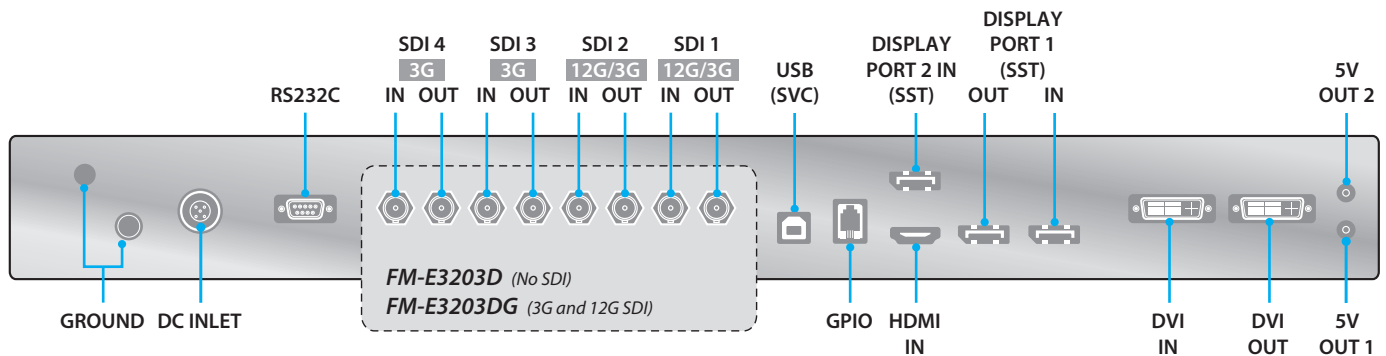 RS232C
SDI 4
3G
IN OUT
SDI 3
3G
IN OUT
SDI 2
12G/3G
IN OUT
SDI 1
12G/3G
IN OUT
USB
(SVC)
DISPLAY
PORT 2 IN
(SST)
DISPLAY
PORT 1
(SST)
OUT IN
5V
OUT 2
FM-E3203D (No SDI)
FM-E3203DG (3G and 12G SDI)
GROUND
DC INLET
GPIO
HDMI
IN
DVI
IN
DVI
OUT
5V
OUT 1